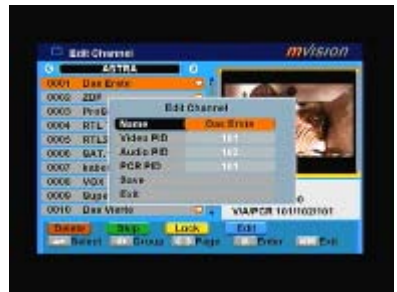 Edit Channel
mvision
ASTRA
0001 Das Erste
0002 ZDF
0003
0004 RTL
0005
0006 SAT.
0007 kabel
0008 VOX
0009 Supe
0010 Das Vierte
Edit Channel
Name Das Erste
Video PID 101
Audio PID 102
PCR PID 101
Save
Exit
V/A/PCR 101/102/101
Delete Skip Lock Edit
Select Group Page Enter Exit